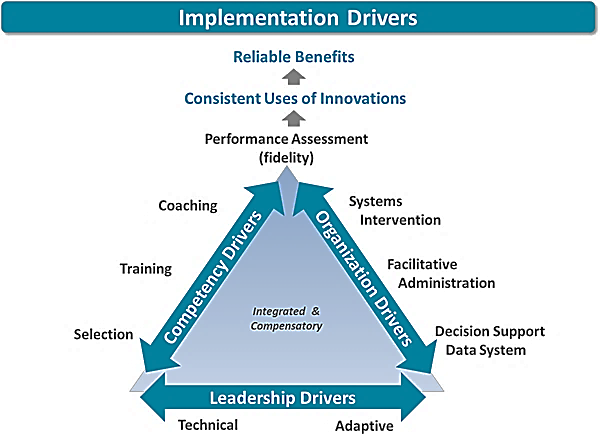 Implementation Drivers
Reliable Benefits
Consistent Uses of Innovations
Performance Assessment
(fidelity)
Coaching
Training
Selection
Competency Drivers
Integrated &
Compensatory
Organization Drivers
Systems
Intervention
Facilitative
Administration
Decision Support
Data System
Leadership Drivers
Technical
Adaptive